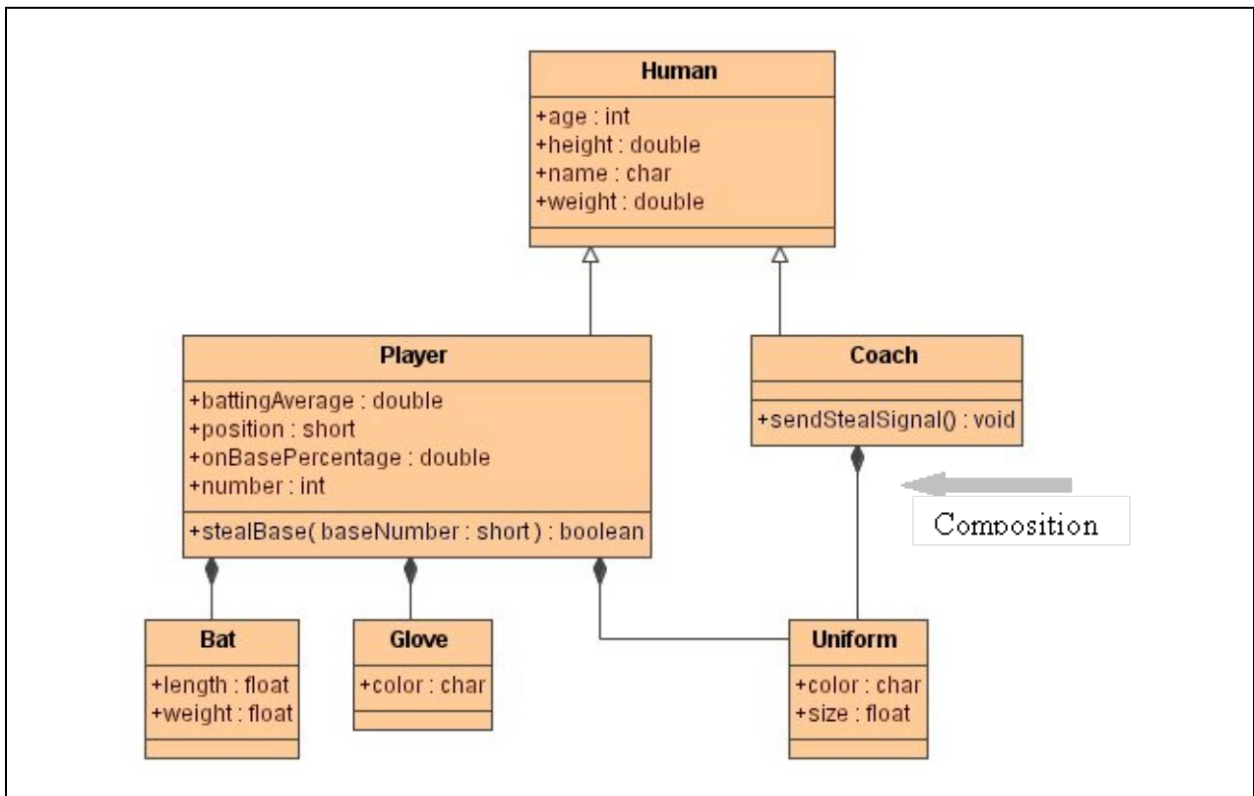 Human
+age : int
+height : double
+name : char
+weight : double
Player
+battingAverage : double
+position : short
+onBasePercentage : double
+number : int
+stealBase( baseNumber : short ) : boolean
Coach
+sendStealSignal() : void
Composition
Bat
+length : float
+weight : float
Glove
+color : char
Uniform
+color : char
+size : float